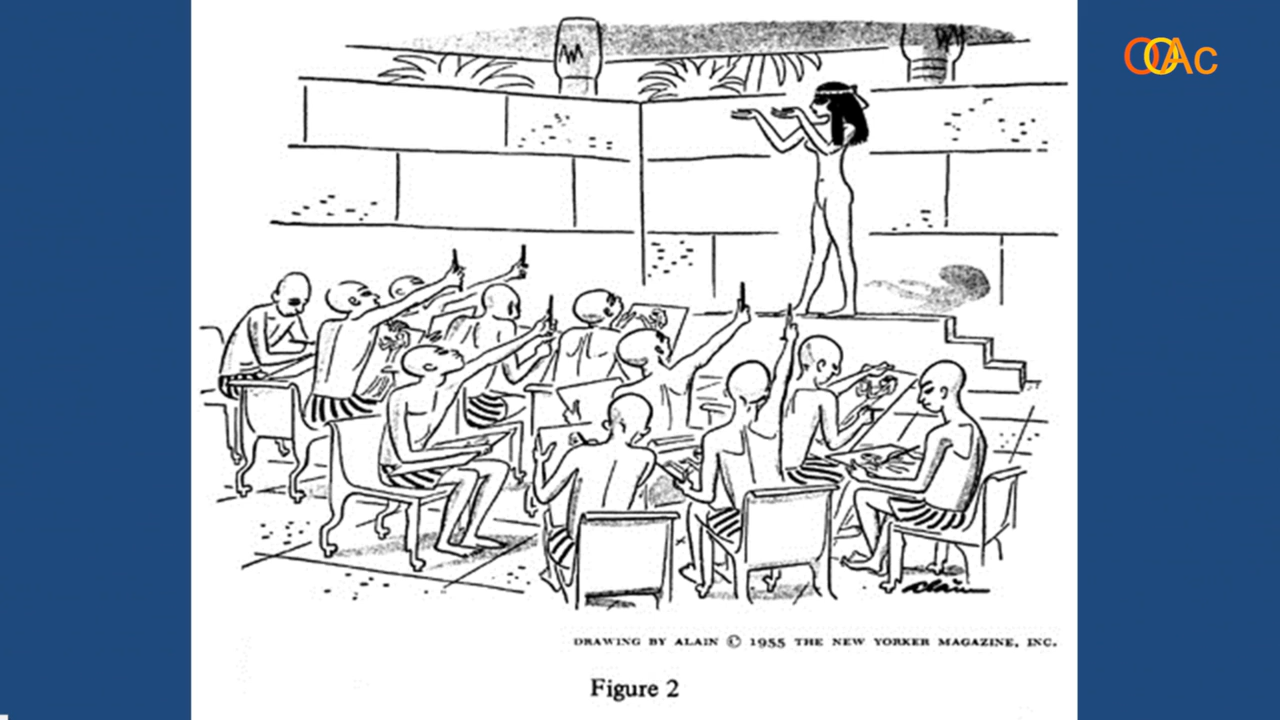 OOAc
Alain
DRAWING BY ALAIN © 1955 THE NEW YORKER MAGAZINE, INC.
Figure 2